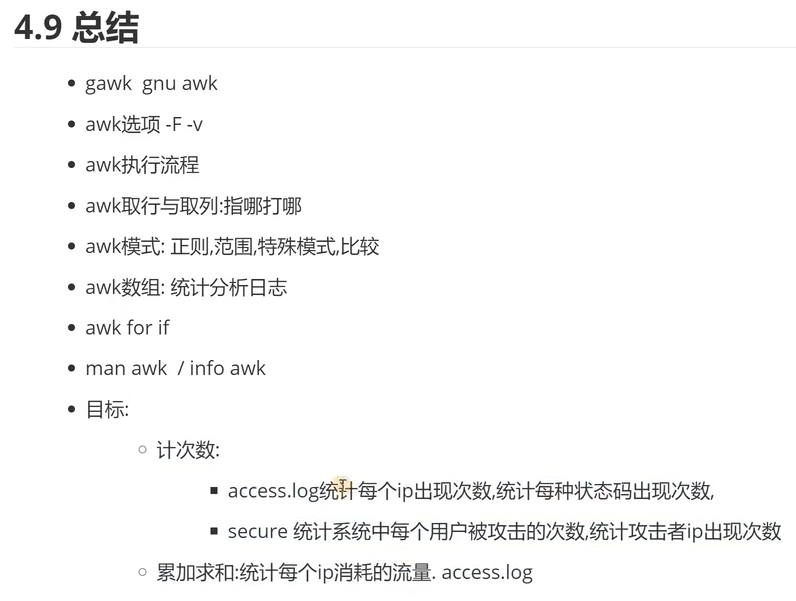 4.9 总结
gawk  gnu awk
awk选项 -F -v
awk执行流程
awk取行与取列:指哪打哪
awk模式: 正则,范围,特殊模式,比较
awk数组: 统计分析日志
awk for if
man awk  / info awk
目标:
计次数:
access.log统计每个ip出现次数,统计每种状态码出现次数,
secure 统计系统中每个用户被攻击的次数,统计攻击者ip出现次数
累加求和:统计每个ip消耗的流量. access.log